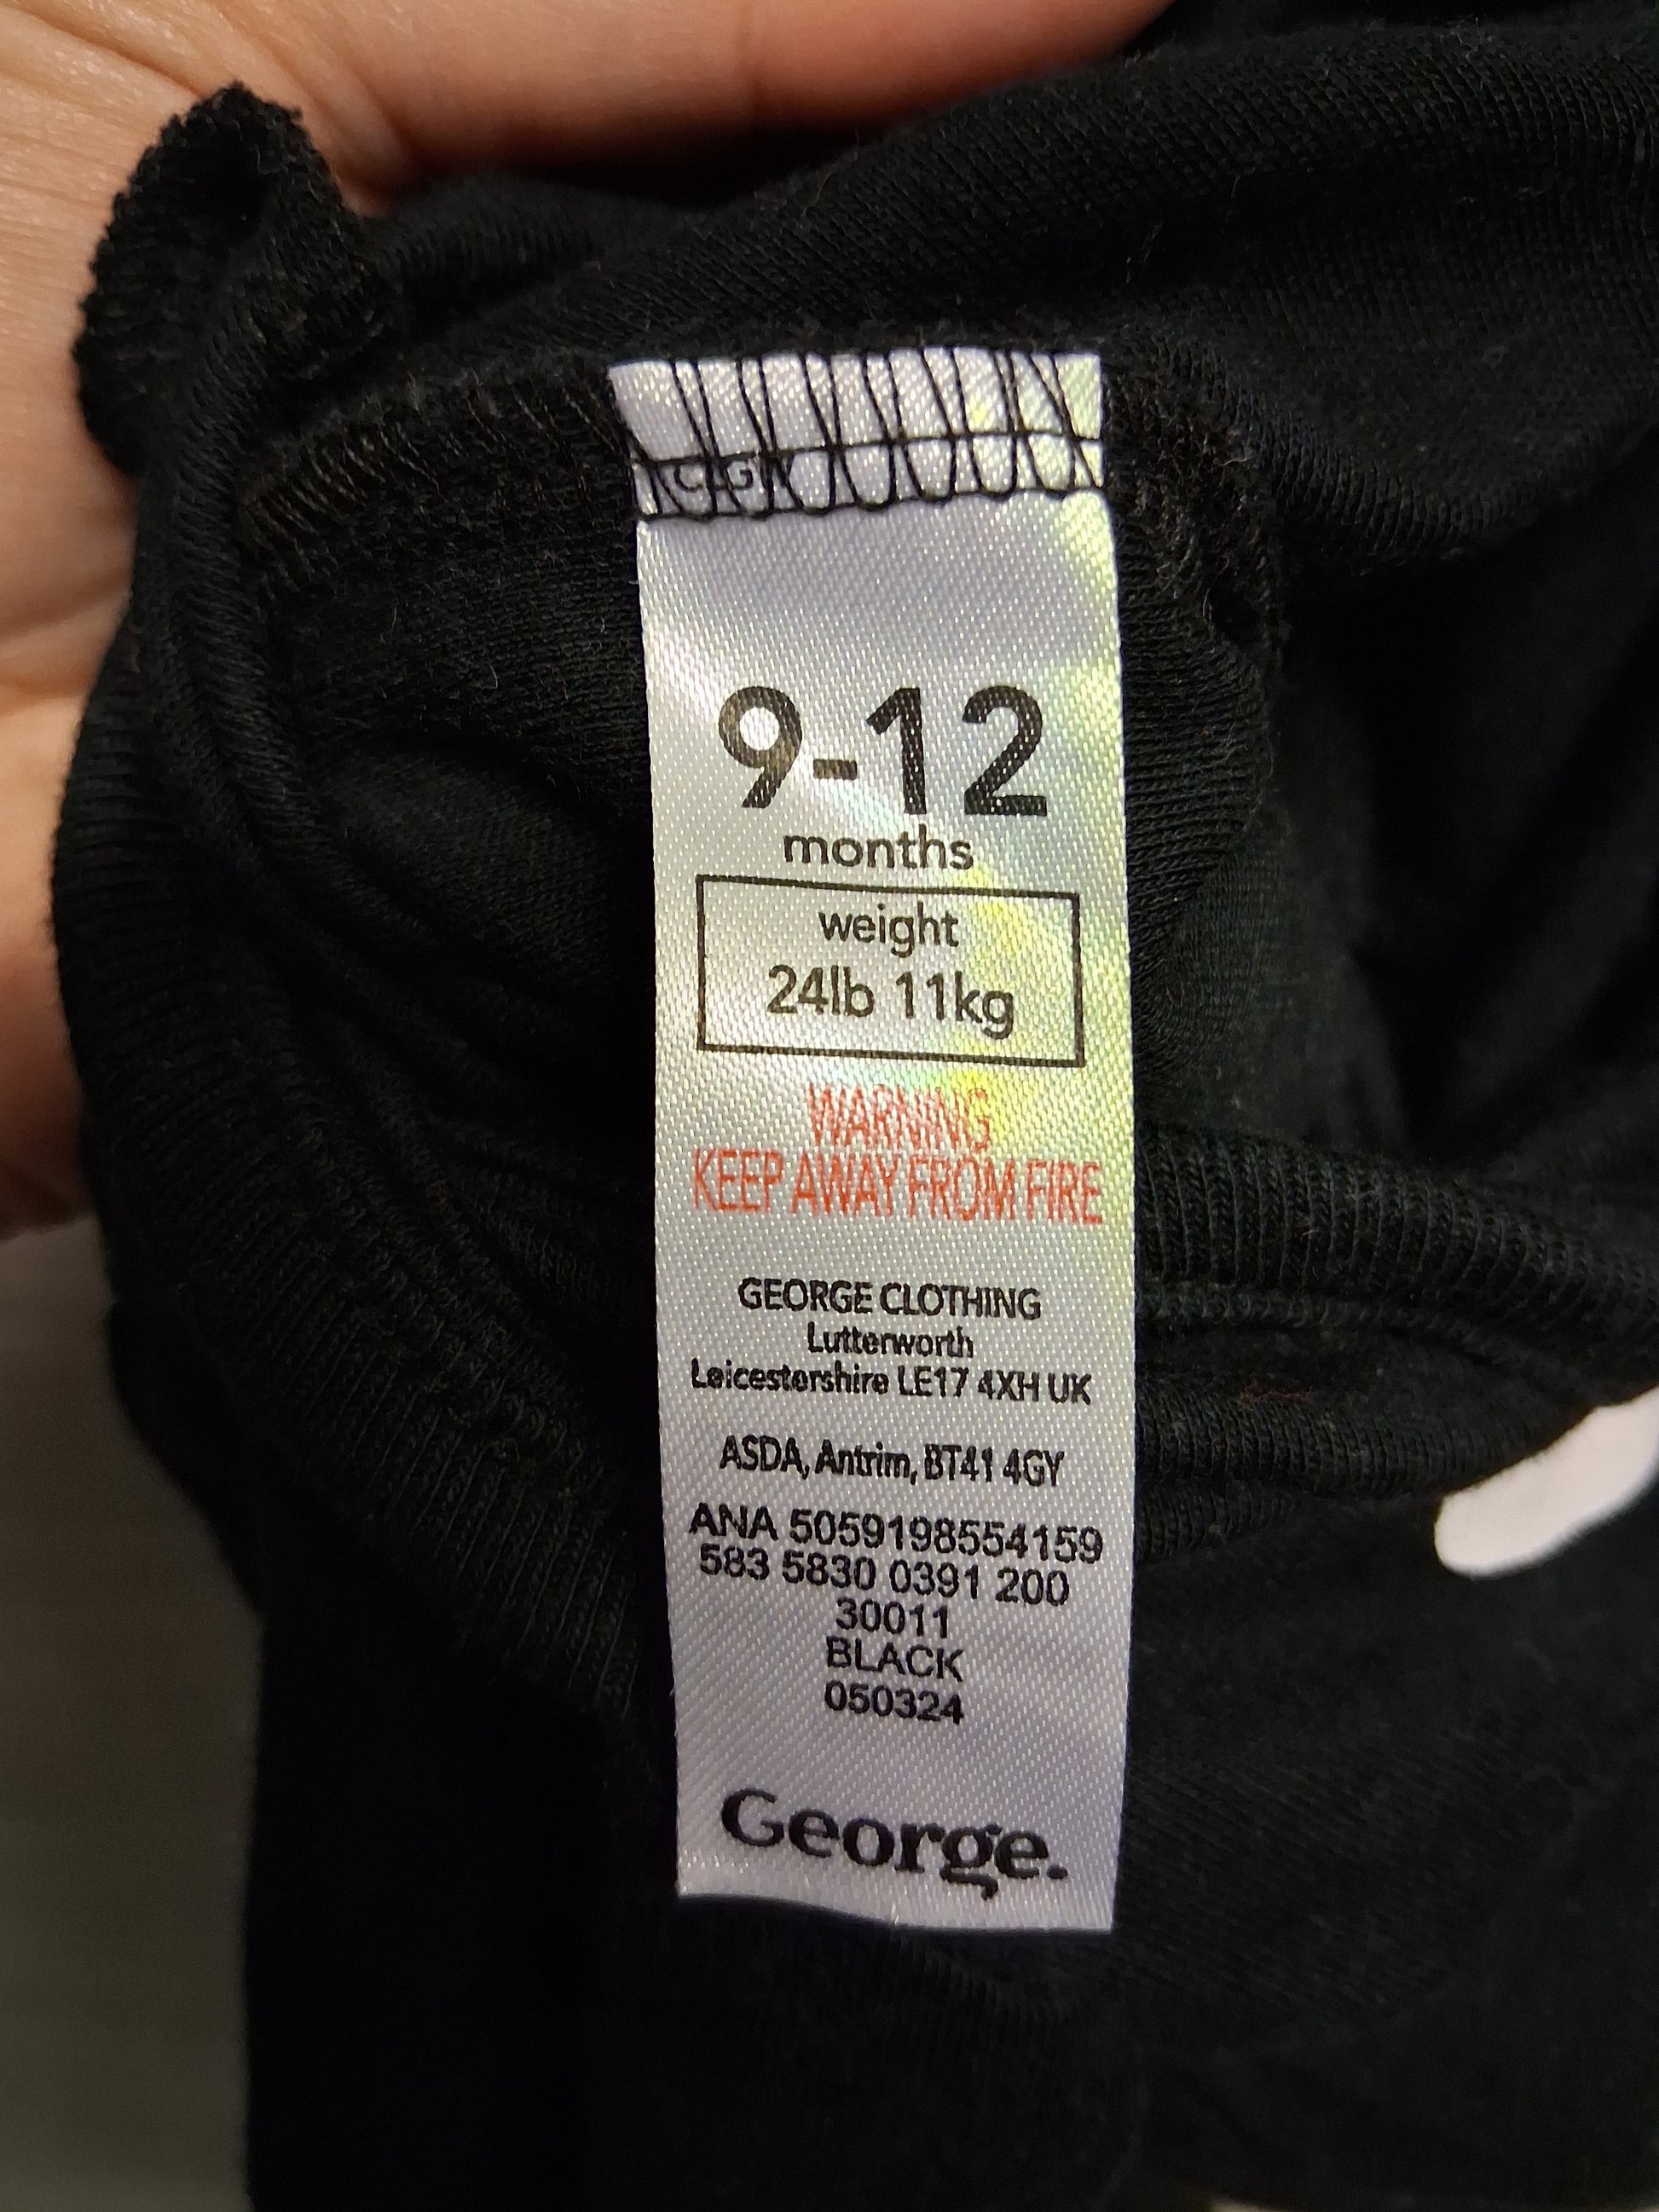 9-12
months
weight
24lb 11kg
WARNING
KEEP AWAY FROM FIRE
GEORGE CLOTHING
Lutterworth
Leicestershire LE17 4XH UK
ASDA, Antrim, BT41 4GY
ANA 5059198554159
583 5830 0391 200
30011
BLACK
050324
George.